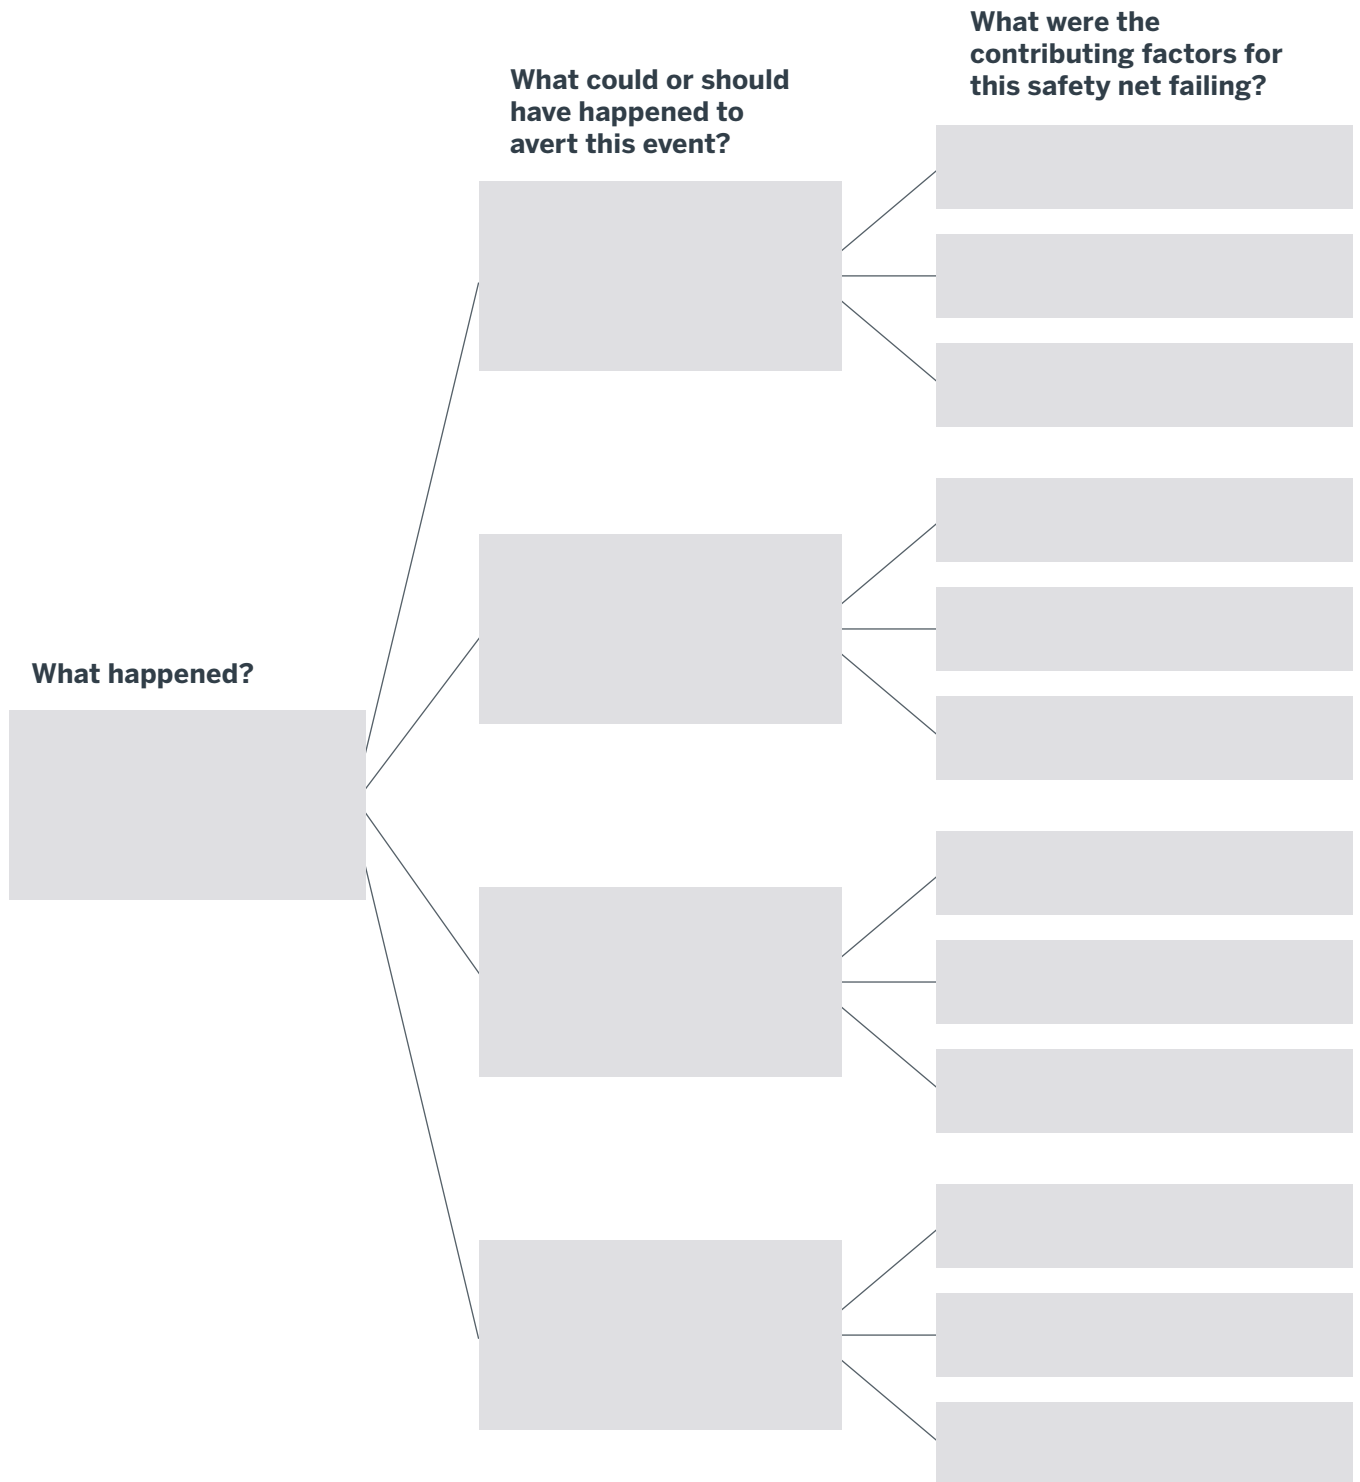 What were the
contributing factors for
this safety net failing?
What could or should
have happened to
avert this event?
What happened?